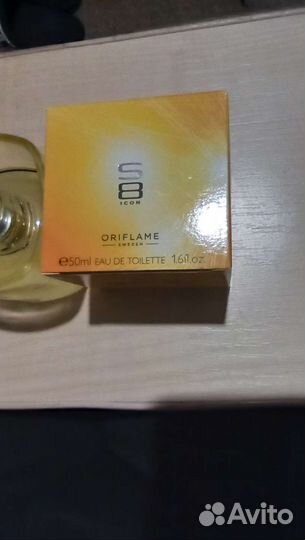 S8
ICON
ORIFLAME
SWEDEN
℮50ml EAU DE TOILETTE 1.6fl.oz.
Avito